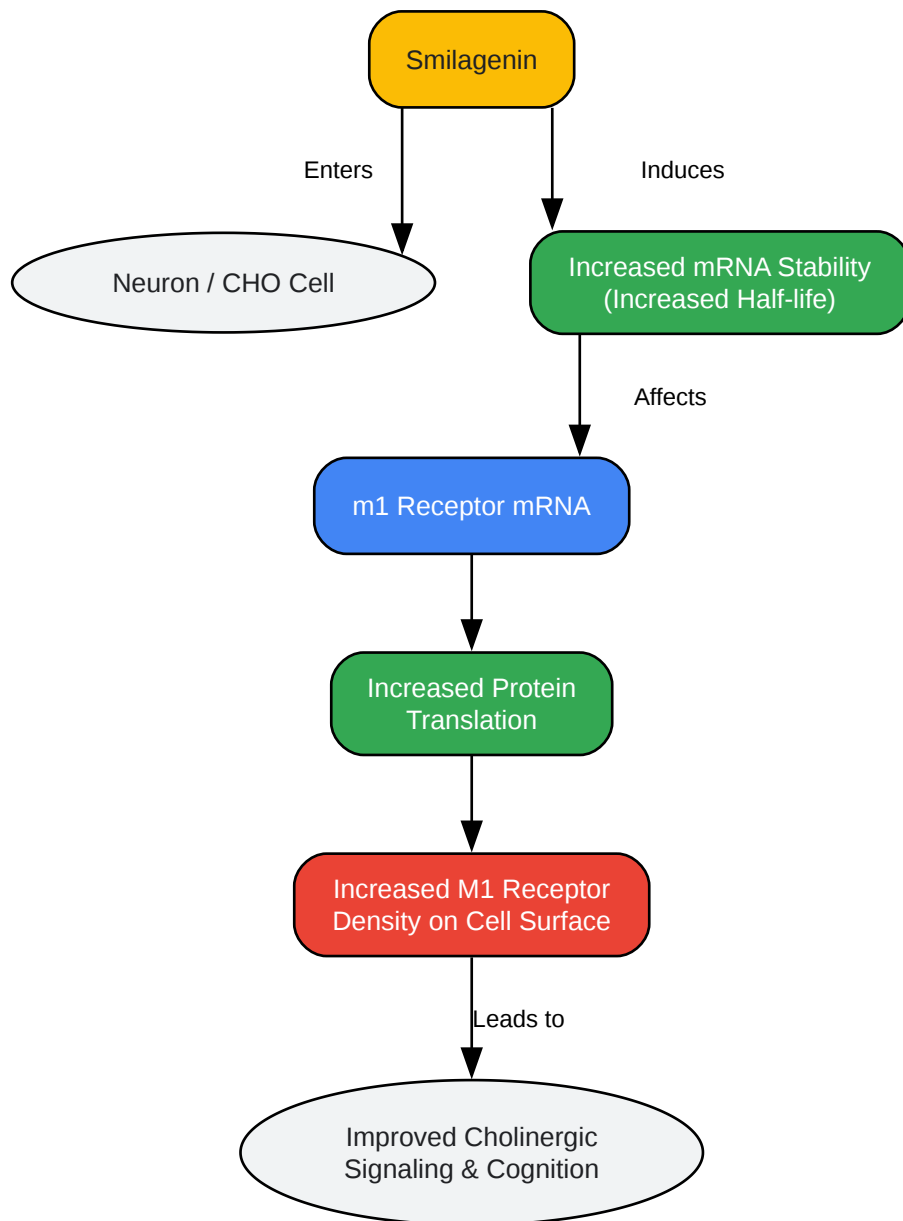 Smilagenin
Enters
Induces
Neuron / CHO Cell
Increased mRNA Stability
(Increased Half-life)
Affects
m1 Receptor mRNA
Increased Protein
Translation
Increased M1 Receptor
Density on Cell Surface
Leads to
Improved Cholinergic
Signaling & Cognition